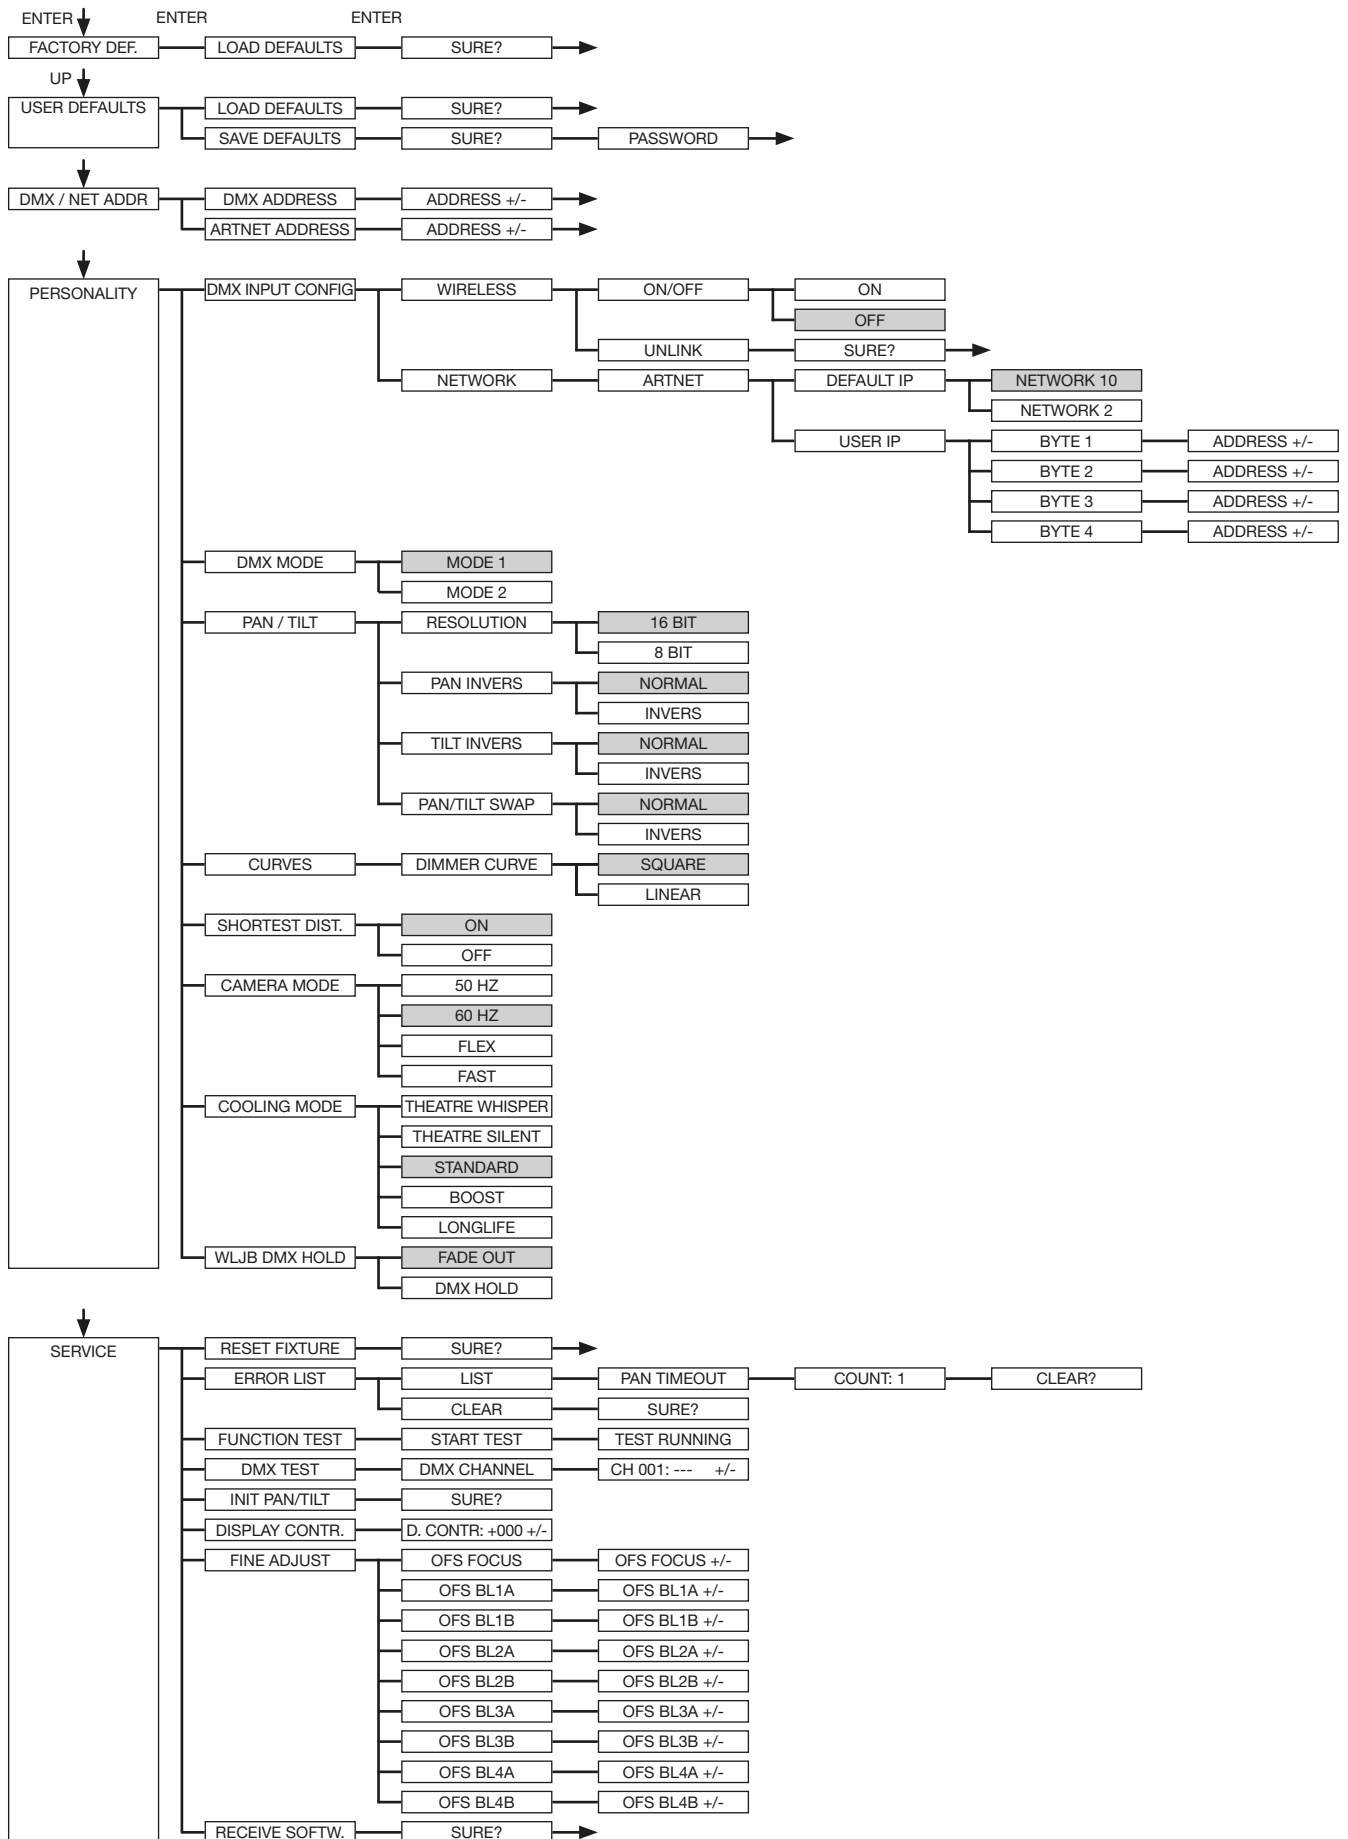 ENTER ENTER ENTER
FACTORY DEF. LOAD DEFAULTS SURE?
UP
USER DEFAULTS LOAD DEFAULTS SURE?
SAVE DEFAULTS SURE? PASSWORD
DMX / NET ADDR DMX ADDRESS ADDRESS +/-
ARTNET ADDRESS ADDRESS +/-
PERSONALITY DMX INPUT CONFIG WIRELESS ON/OFF ON
OFF
UNLINK SURE?
NETWORK ARTNET DEFAULT IP NETWORK 10
NETWORK 2
USER IP BYTE 1 ADDRESS +/-
BYTE 2 ADDRESS +/-
BYTE 3 ADDRESS +/-
BYTE 4 ADDRESS +/-
DMX MODE MODE 1
MODE 2
PAN / TILT RESOLUTION 16 BIT
8 BIT
PAN INVERS NORMAL
INVERS
TILT INVERS NORMAL
INVERS
PAN/TILT SWAP NORMAL
INVERS
CURVES DIMMER CURVE SQUARE
LINEAR
SHORTEST DIST. ON
OFF
CAMERA MODE 50 HZ
60 HZ
FLEX
FAST
COOLING MODE THEATRE WHISPER
THEATRE SILENT
STANDARD
BOOST
LONGLIFE
WLJB DMX HOLD FADE OUT
DMX HOLD
SERVICE RESET FIXTURE SURE?
ERROR LIST LIST PAN TIMEOUT COUNT: 1 CLEAR?
CLEAR SURE?
FUNCTION TEST START TEST TEST RUNNING
DMX TEST DMX CHANNEL CH 001: --- +/-
INIT PAN/TILT SURE?
DISPLAY CONTR. D. CONTR: +000 +/-
FINE ADJUST OFS FOCUS OFS FOCUS +/-
OFS BL1A OFS BL1A +/-
OFS BL1B OFS BL1B +/-
OFS BL2A OFS BL2A +/-
OFS BL2B OFS BL2B +/-
OFS BL3A OFS BL3A +/-
OFS BL3B OFS BL3B +/-
OFS BL4A OFS BL4A +/-
OFS BL4B OFS BL4B +/-
RECEIVE SOFTW. SURE?